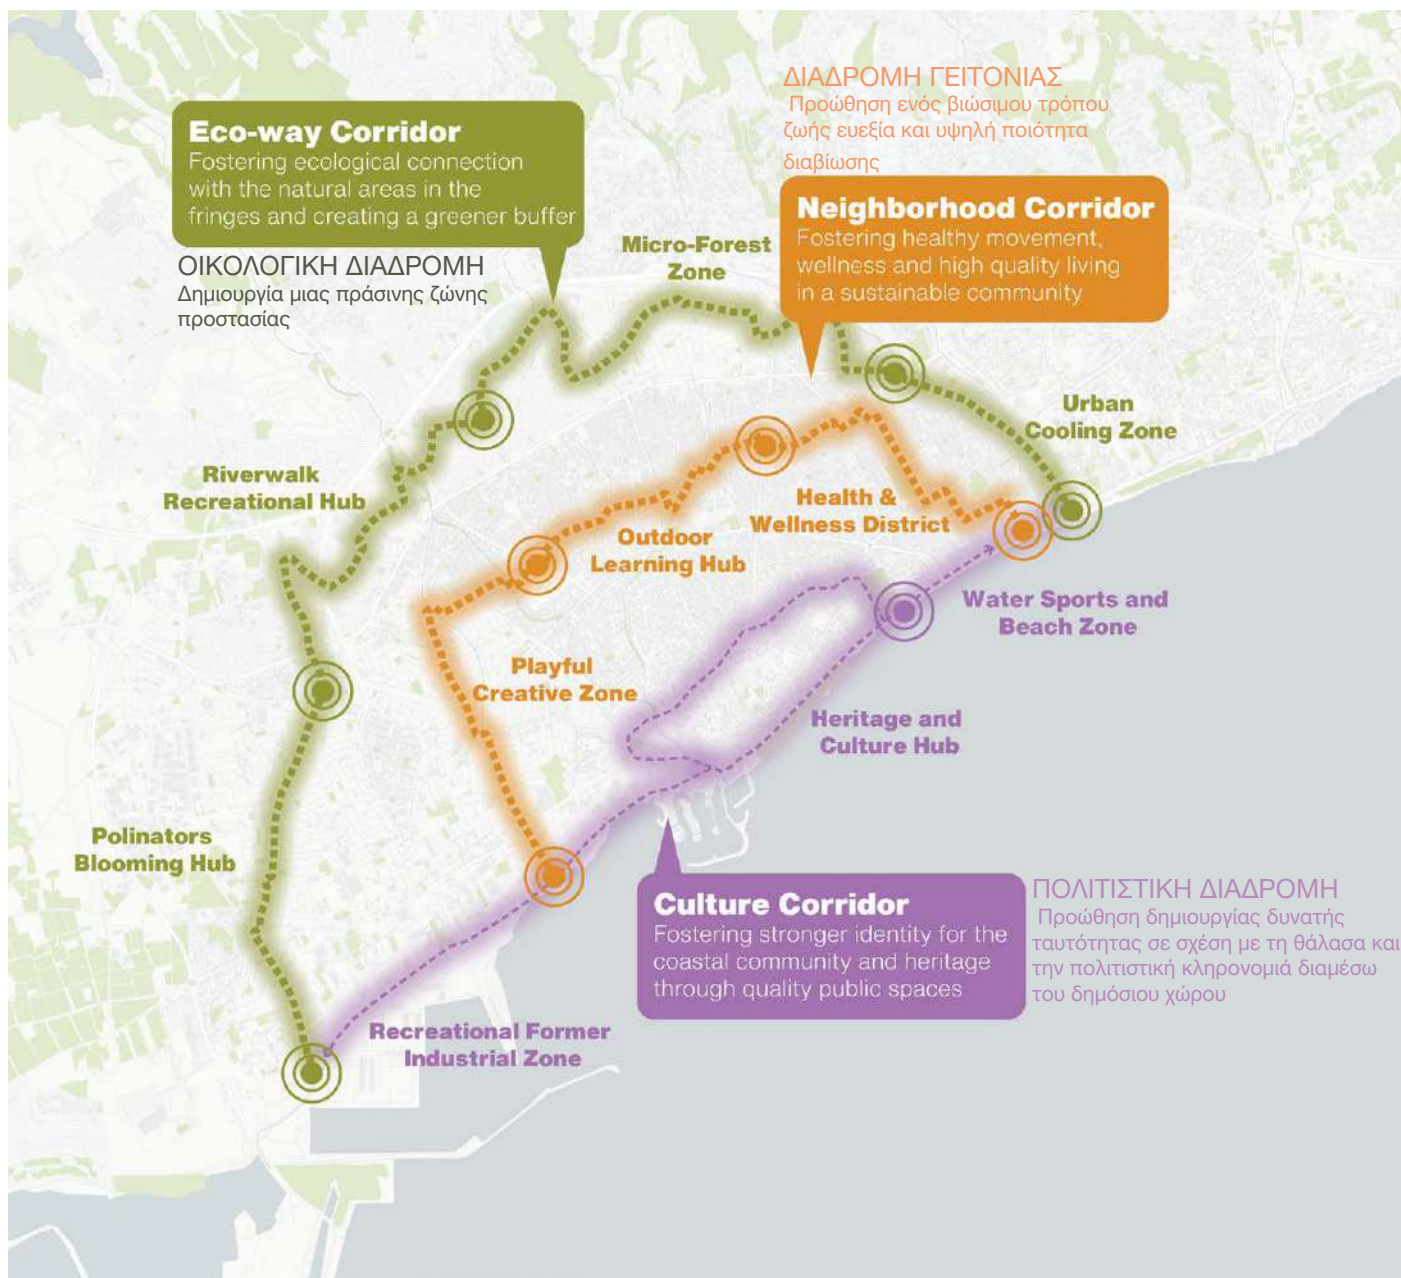 ΔΙΑΔΡΟΜΗ ΓΕΙΤΟΝΙΑΣ
Προώθηση ενός βιώσιμου τρόπου
ζωής ευεξία και υψηλή ποιότητα
διαβίωσης
Eco-way Corridor
Fostering ecological connection
with the natural areas in the
fringes and creating a greener buffer
ΟΙΚΟΛΟΓΙΚΗ ΔΙΑΔΡΟΜΗ
Δημιουργία μιας πράσινης ζώνης
προστασίας
Neighborhood Corridor
Fostering healthy movement,
wellness and high quality living
in a sustainable community
Micro-Forest
Zone
Urban
Cooling Zone
Riverwalk
Recreational Hub
Health &
Wellness District
Outdoor
Learning Hub
Water Sports and
Beach Zone
Playful
Creative Zone
Heritage and
Culture Hub
Polinators
Blooming Hub
Culture Corridor
Fostering stronger identity for the
coastal community and heritage
through quality public spaces
ΠΟΛΙΤΙΣΤΙΚΗ ΔΙΑΔΡΟΜΗ
Προώθηση δημιουργίας δυνατής
ταυτότητας σε σχέση με τη θάλασα και
την πολιτιστική κληρονομιά διαμέσω
του δημόσιου χώρου
Recreational Former
Industrial Zone